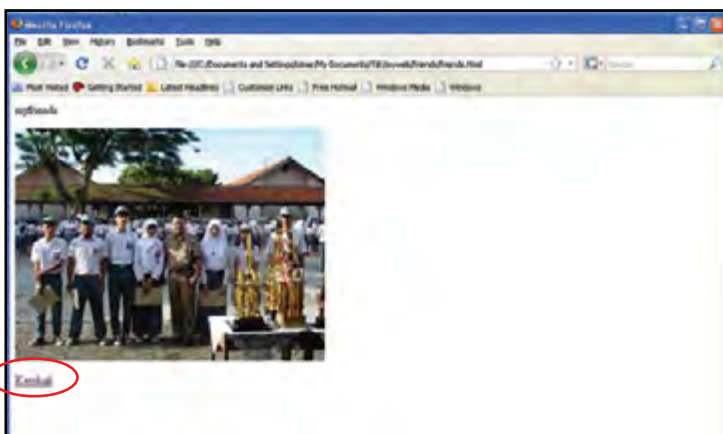 Mozilla Firefox
File Edit View History Bookmarks Tools Help
Most Visited Getting Started Latest Headlines Customize Links Free Hotmail Windows Media Windows
myfriends
Kembali